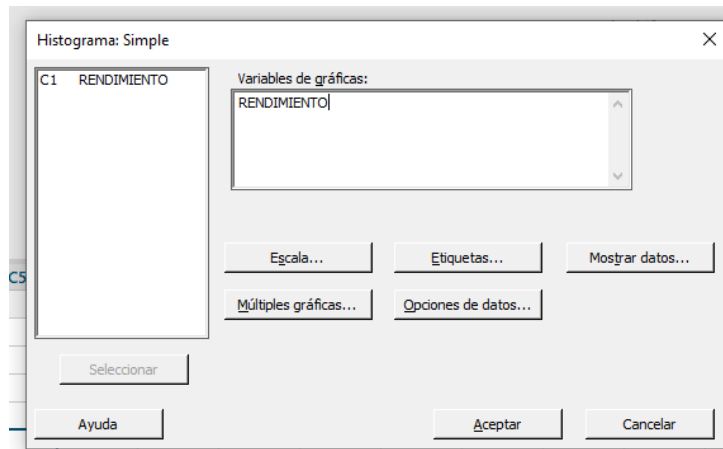 Histograma: Simple
C1 RENDIMIENTO
Variables de gráficas:
RENDIMIENTO
Escala...
Etiquetas...
Mostrar datos...
C5
Múltiples gráficas...
Opciones de datos...
Seleccionar
Ayuda
Aceptar
Cancelar